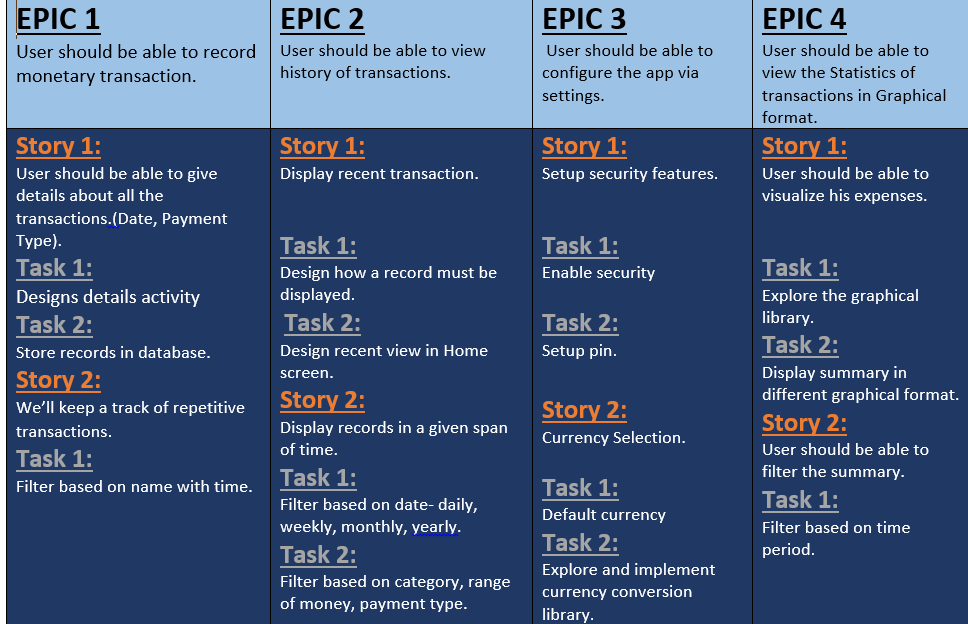 EPIC 1
User should be able to record
monetary transaction.
Story 1:
User should be able to give
details about all the
transactions.(Date, Payment
Type).
Task 1:
Designs details activity
Task 2:
Store records in database.
Story 2:
We'll keep a track of repetitive
transactions.
Task 1:
Filter based on name with time.
EPIC 2
User should be able to view
history of transactions.
Story 1:
Display recent transaction.
Task 1:
Design how a record must be
displayed.
Task 2:
Design recent view in Home
screen.
Story 2:
Display records in a given span
of time.
Task 1:
Filter based on date- daily,
weekly, monthly, yearly.
Task 2:
Filter based on category, range
of money, payment type.
EPIC 3
User should be able to
configure the app via
settings.
Story 1:
Setup security features.
Task 1:
Enable security
Task 2:
Setup pin.
Story 2:
Currency Selection.
Task 1:
Default currency
Task 2:
Explore and implement
currency conversion
library.
EPIC 4
User should be able to
view the Statistics of
transactions in Graphical
format.
Story 1:
User should be able to
visualize his expenses.
Task 1:
Explore the graphical
library.
Task 2:
Display summary in
different graphical format.
Story 2:
User should be able to
filter the summary.
Task 1:
Filter based on time
period.